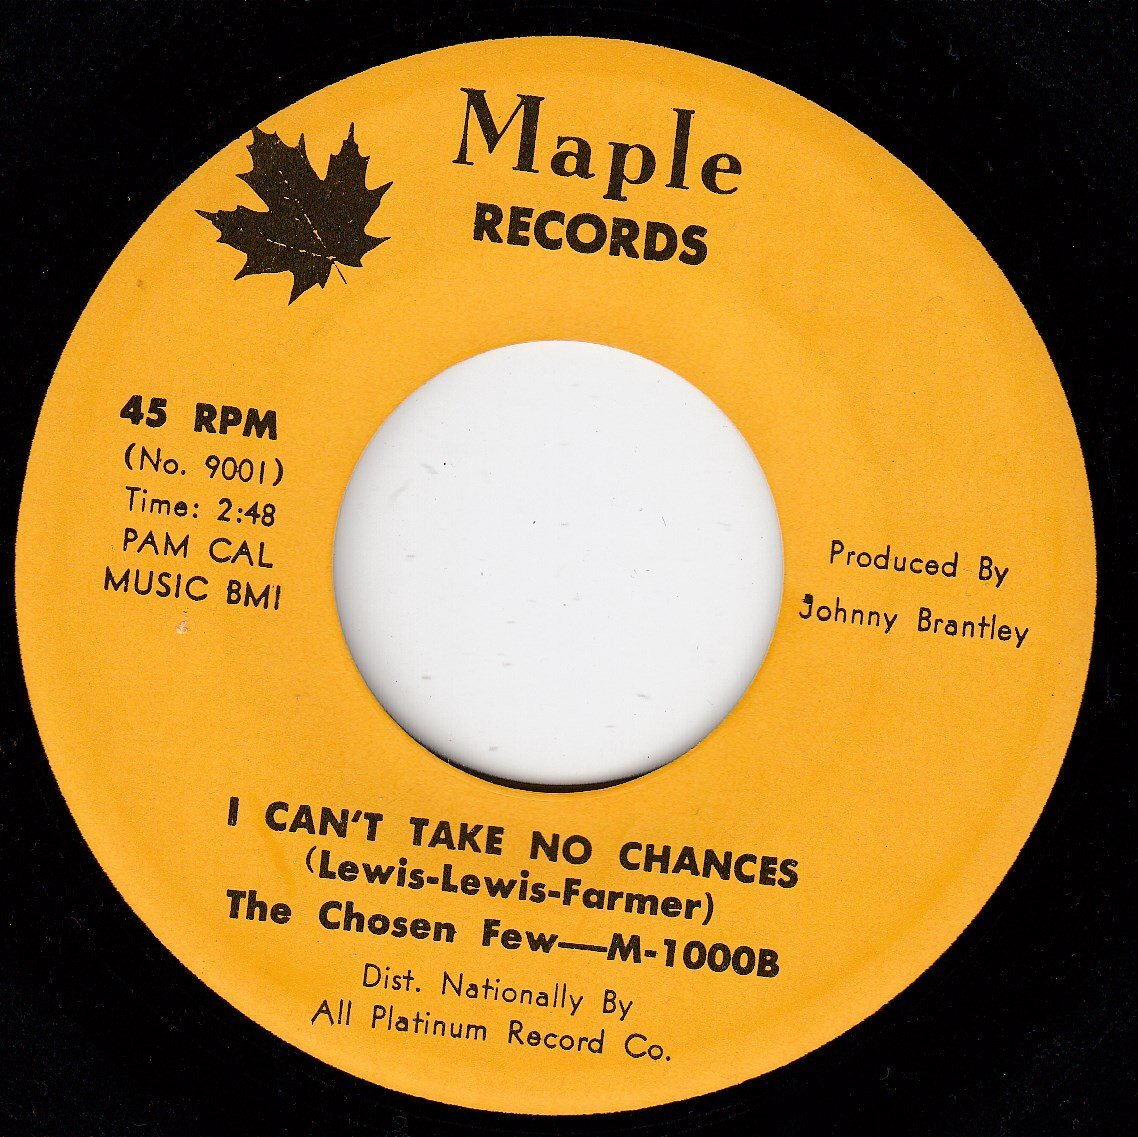 Maple
RECORDS
45 RPM
(No. 9001)
Time: 2:48
PAM CAL
MUSIC BMI
Produced By
Johnny Brantley
I CAN'T TAKE NO CHANCES
(Lewis-Lewis-Farmer)
The Chosen Few—M-1000B
Dist. Nationally By
All Platinum Record Co.